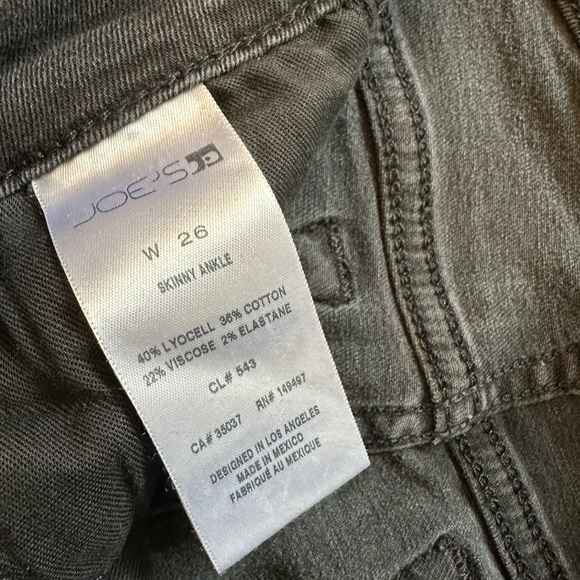 JOE'S
W 26
SKINNY ANKLE
40% LYOCELL 36% COTTON
22% VISCOSE 2% ELASTANE
CL# 543
CA# 35037 RN# 149497
DESIGNED IN LOS ANGELES
MADE IN MEXICO
FABRIQUÉ AU MEXIQUE